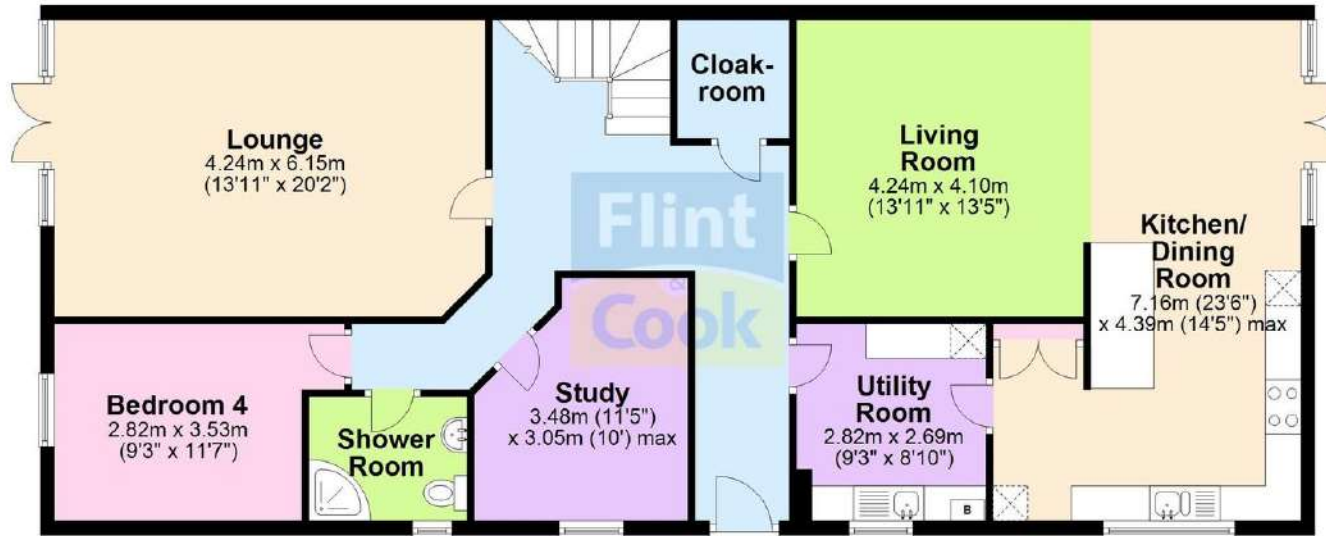 Lounge
4.24m x 6.15m
(13'11" x 20'2")
Cloak-
room
Living
Room
4.24m x 4.10m
(13'11" x 13'5")
Kitchen/
Dining
Room
7.16m (23'6")
x 4.39m (14'5") max
Flint
&
Cook
Bedroom 4
2.82m x 3.53m
(9'3" x 11'7")
Shower
Room
Study
3.48m (11'5")
x 3.05m (10') max
Utility
Room
2.82m x 2.69m
(9'3" x 8'10")
B